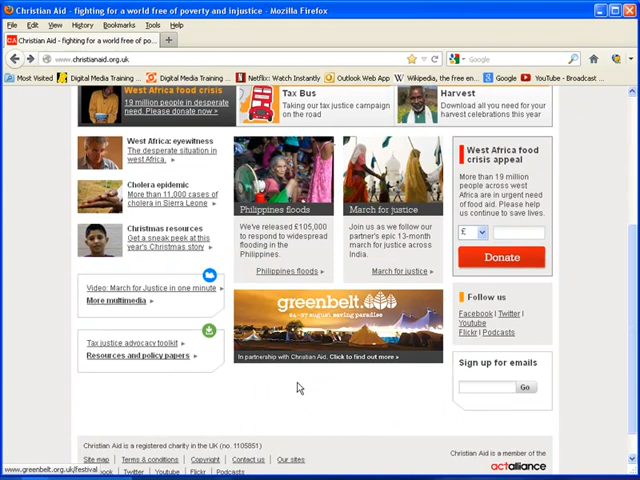 Christian Aid - fighting for a world free of poverty and injustice - Mozilla Firefox
File Edit View History Bookmarks Tools Help
Christian Aid - fighting for a world free of po...
www.christianaid.org.uk
Google
Most Visited Digital Media Training ... Digital Media Training ... Netflix: Watch Instantly Outlook Web App Wikipedia, the free en... Google YouTube - Broadcast ...
West Africa food crisis
19 million people in desperate
need. Please donate now >
Tax Bus
Taking our tax justice campaign
on the road
Harvest
Download all you need for your
harvest celebrations this year
West Africa: eyewitness
The desperate situation in
west Africa.
Cholera epidemic
More than 11,000 cases of
cholera in Sierra Leone
Christmas resources
Get a sneak peek at this
year's Christmas story
Video: March for Justice in one minute
More multimedia
Tax justice advocacy toolkit
Resources and policy papers
Philippines floods
We've released £105,000
to respond to widespread
flooding in the
Philippines.
Philippines floods
March for justice
Join us as we follow our
partner's epic 13-month
march for justice across
India.
March for justice
greenbelt.
24-27 august saving paradise
In partnership with Christian Aid. Click to find out more »
West Africa food
crisis appeal
More than 19 million
people across west
Africa are in urgent need
of food aid. Please help
us continue to save lives.
£
Donate
Follow us
Facebook | Twitter |
Youtube
Flickr | Podcasts
Sign up for emails
Go
Christian Aid is a registered charity in the UK (no. 1105851)
Site map | Terms & conditions | Copyright | Contact us | Our sites
Twitter | Youtube | Flickr | Podcasts
Christian Aid is a member of the
actalliance
www.greenbelt.org.uk/festival